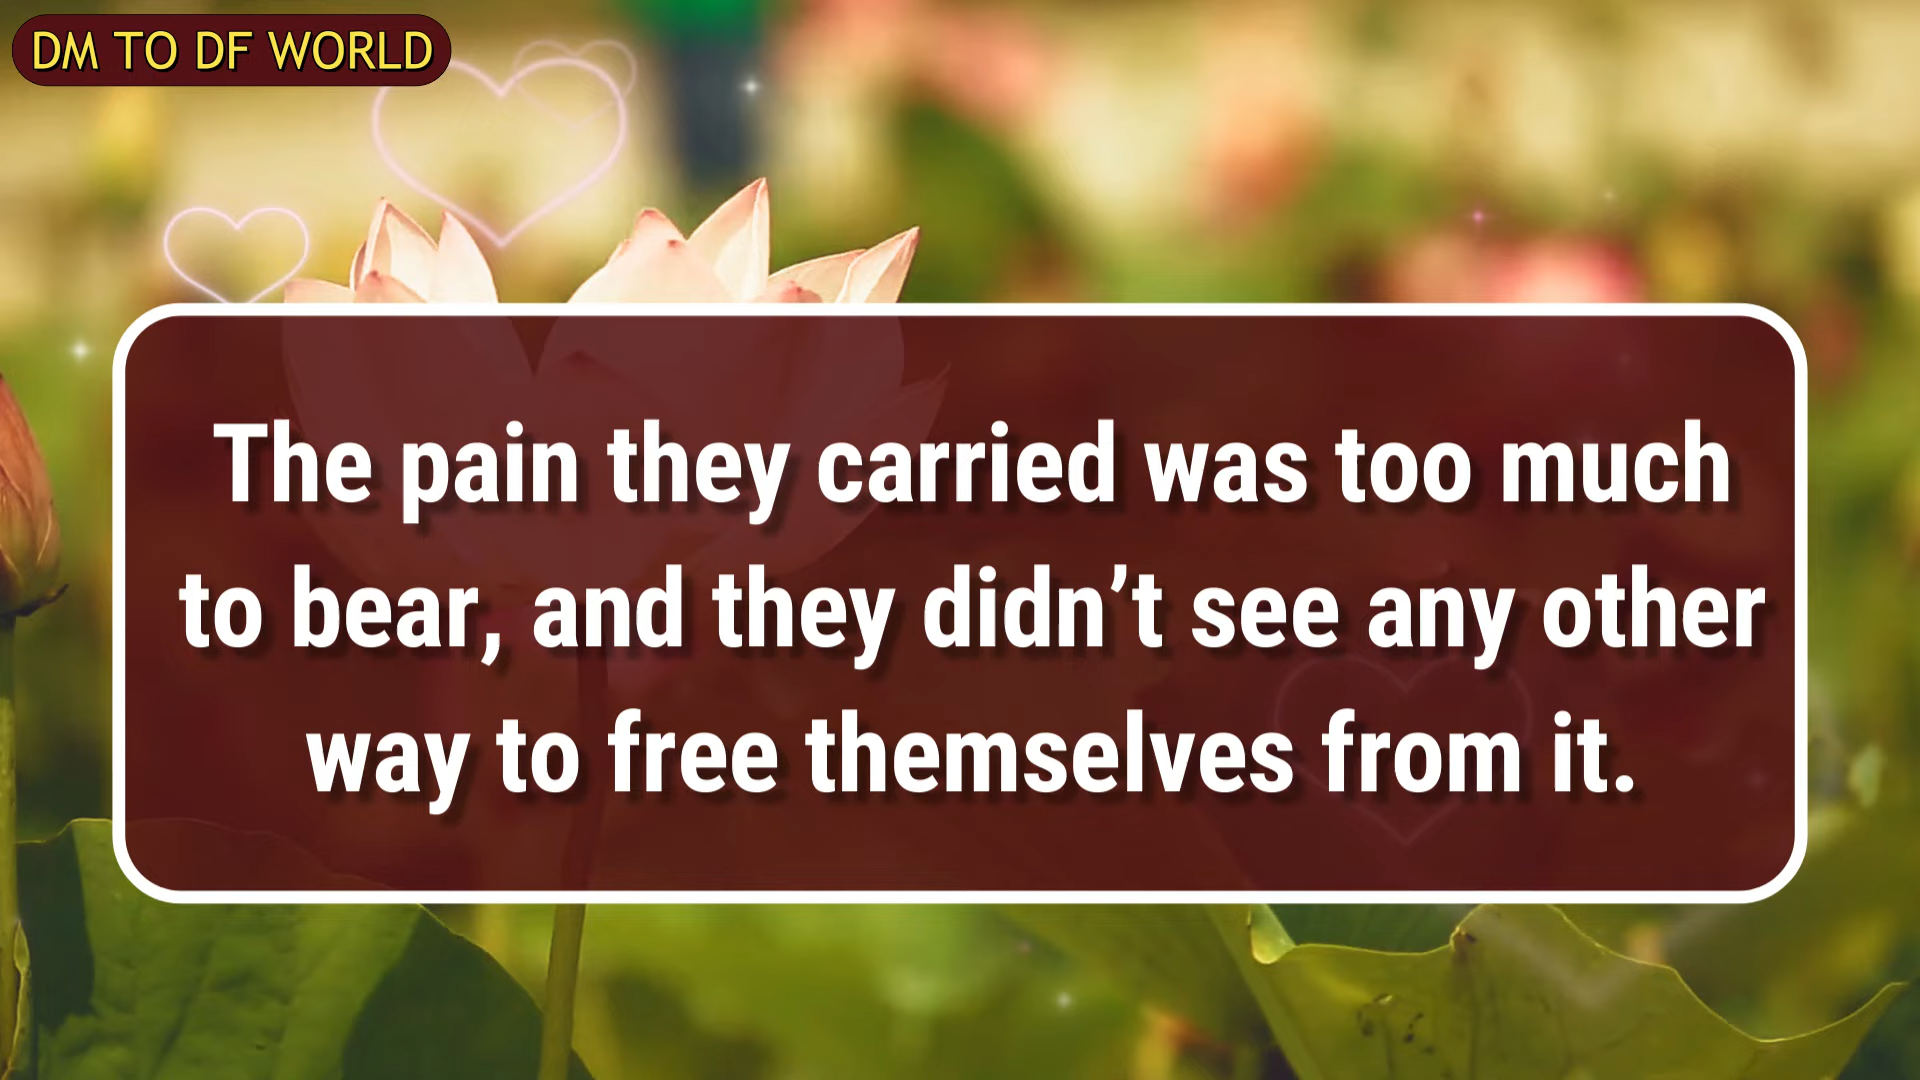 DM TO DF WORLD
The pain they carried was too much
to bear, and they didn’t see any other
way to free themselves from it.